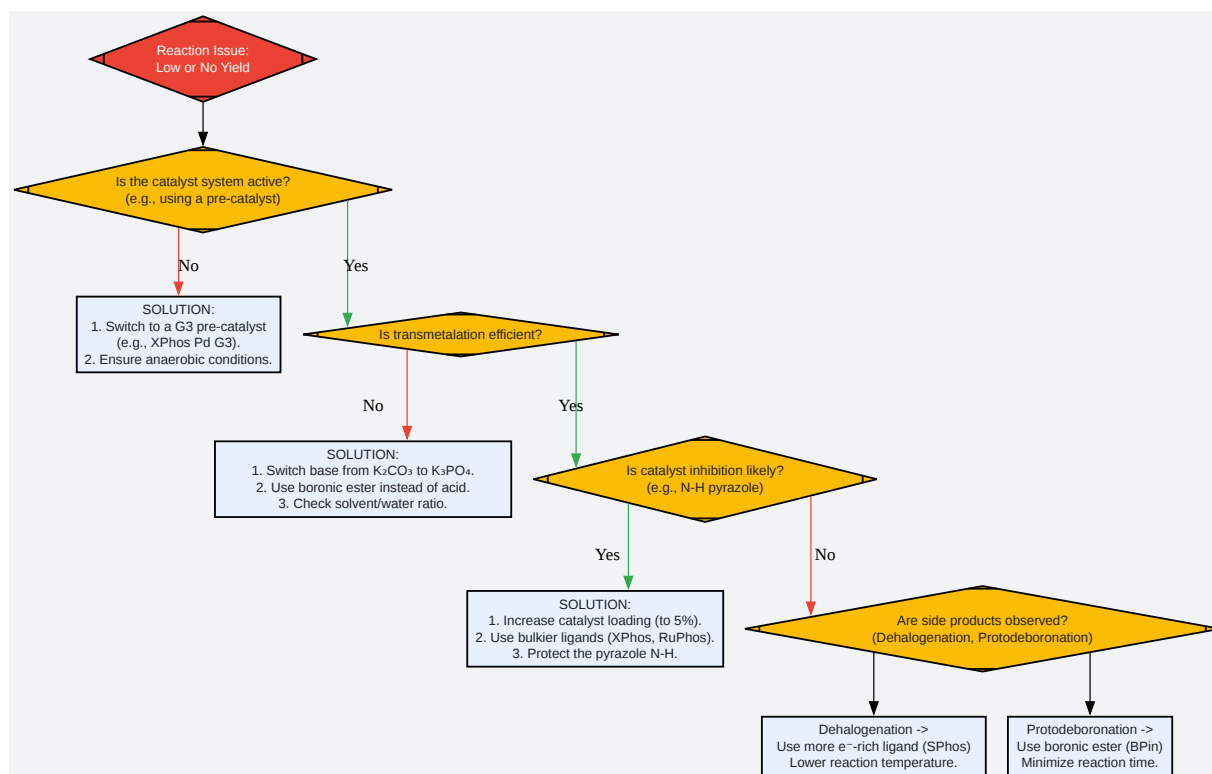 Reaction Issue:
Low or No Yield
Is the catalyst system active?
(e.g., using a pre-catalyst)
No
Yes
SOLUTION:
1. Switch to a G3 pre-catalyst
(e.g., XPhos Pd G3).
2. Ensure anaerobic conditions.
Is transmetalation efficient?
No
Yes
SOLUTION:
1. Switch base from K₂CO₃ to K₃PO₄.
2. Use boronic ester instead of acid.
3. Check solvent/water ratio.
Is catalyst inhibition likely?
(e.g., N-H pyrazole)
Yes
No
SOLUTION:
1. Increase catalyst loading (to 5%).
2. Use bulkier ligands (XPhos, RuPhos).
3. Protect the pyrazole N-H.
Are side products observed?
(Dehalogenation, Protodeboronation)
Dehalogenation ->
Use more e⁻-rich ligand (SPhos)
Lower reaction temperature.
Protodeboronation ->
Use boronic ester (BPin)
Minimize reaction time.